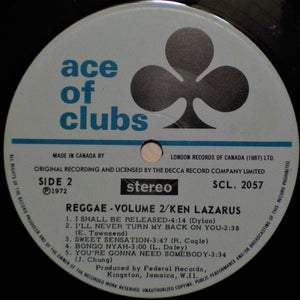 ace
of
clubs
MADE IN CANADA BY
LONDON RECORDS OF CANADA (1967) LTD.
ORIGINAL RECORDING AND LICENSED BY THE DECCA RECORD COMPANY LIMITED
SIDE 2
℗1972
stereo
SCL. 2057
REGGAE - VOLUME 2/KEN LAZARUS
1- I SHALL BE RELEASED-4:14 (Dylan)
2- I'LL NEVER TURN MY BACK ON YOU-2:38
(E. Townsend)
3- SWEET SENSATION-3:47 (R. Cogle)
4- BONGO NYAH-3:00 (L. Daley)
5- YOU'RE GONNA NEED SOMEBODY-3:34
(J. Chung)
Produced by Federal Records,
Kingston, Jamaica, W.I.